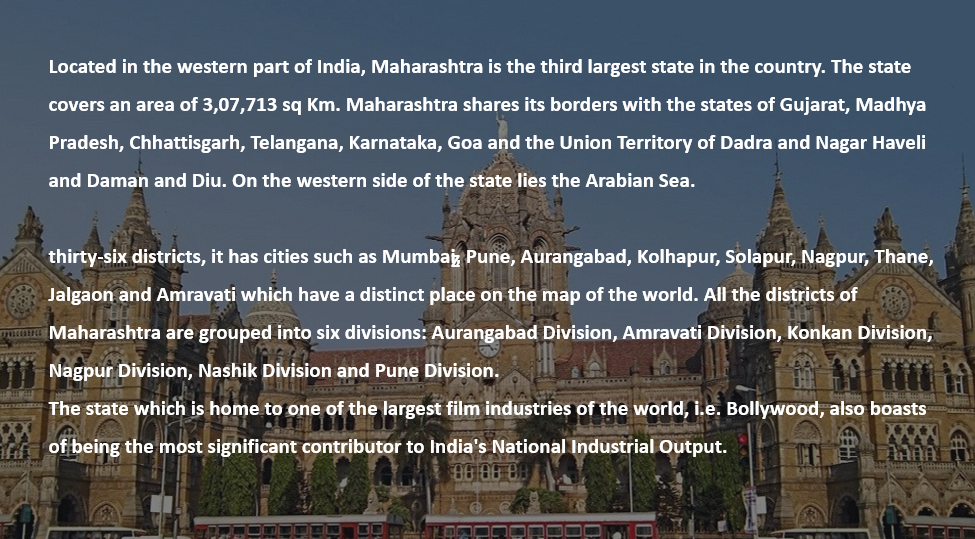 Located in the western part of India, Maharashtra is the third largest state in the country. The state
covers an area of 3,07,713 sq Km. Maharashtra shares its borders with the states of Gujarat, Madhya
Pradesh, Chhattisgarh, Telangana, Karnataka, Goa and the Union Territory of Dadra and Nagar Haveli
and Daman and Diu. On the western side of the state lies the Arabian Sea.
thirty-six districts, it has cities such as Mumbai, Pune, Aurangabad, Kolhapur, Solapur, Nagpur, Thane,
Jalgaon and Amravati which have a distinct place on the map of the world. All the districts of
Maharashtra are grouped into six divisions: Aurangabad Division, Amravati Division, Konkan Division,
Nagpur Division, Nashik Division and Pune Division.
The state which is home to one of the largest film industries of the world, i.e. Bollywood, also boasts
of being the most significant contributor to India's National Industrial Output.